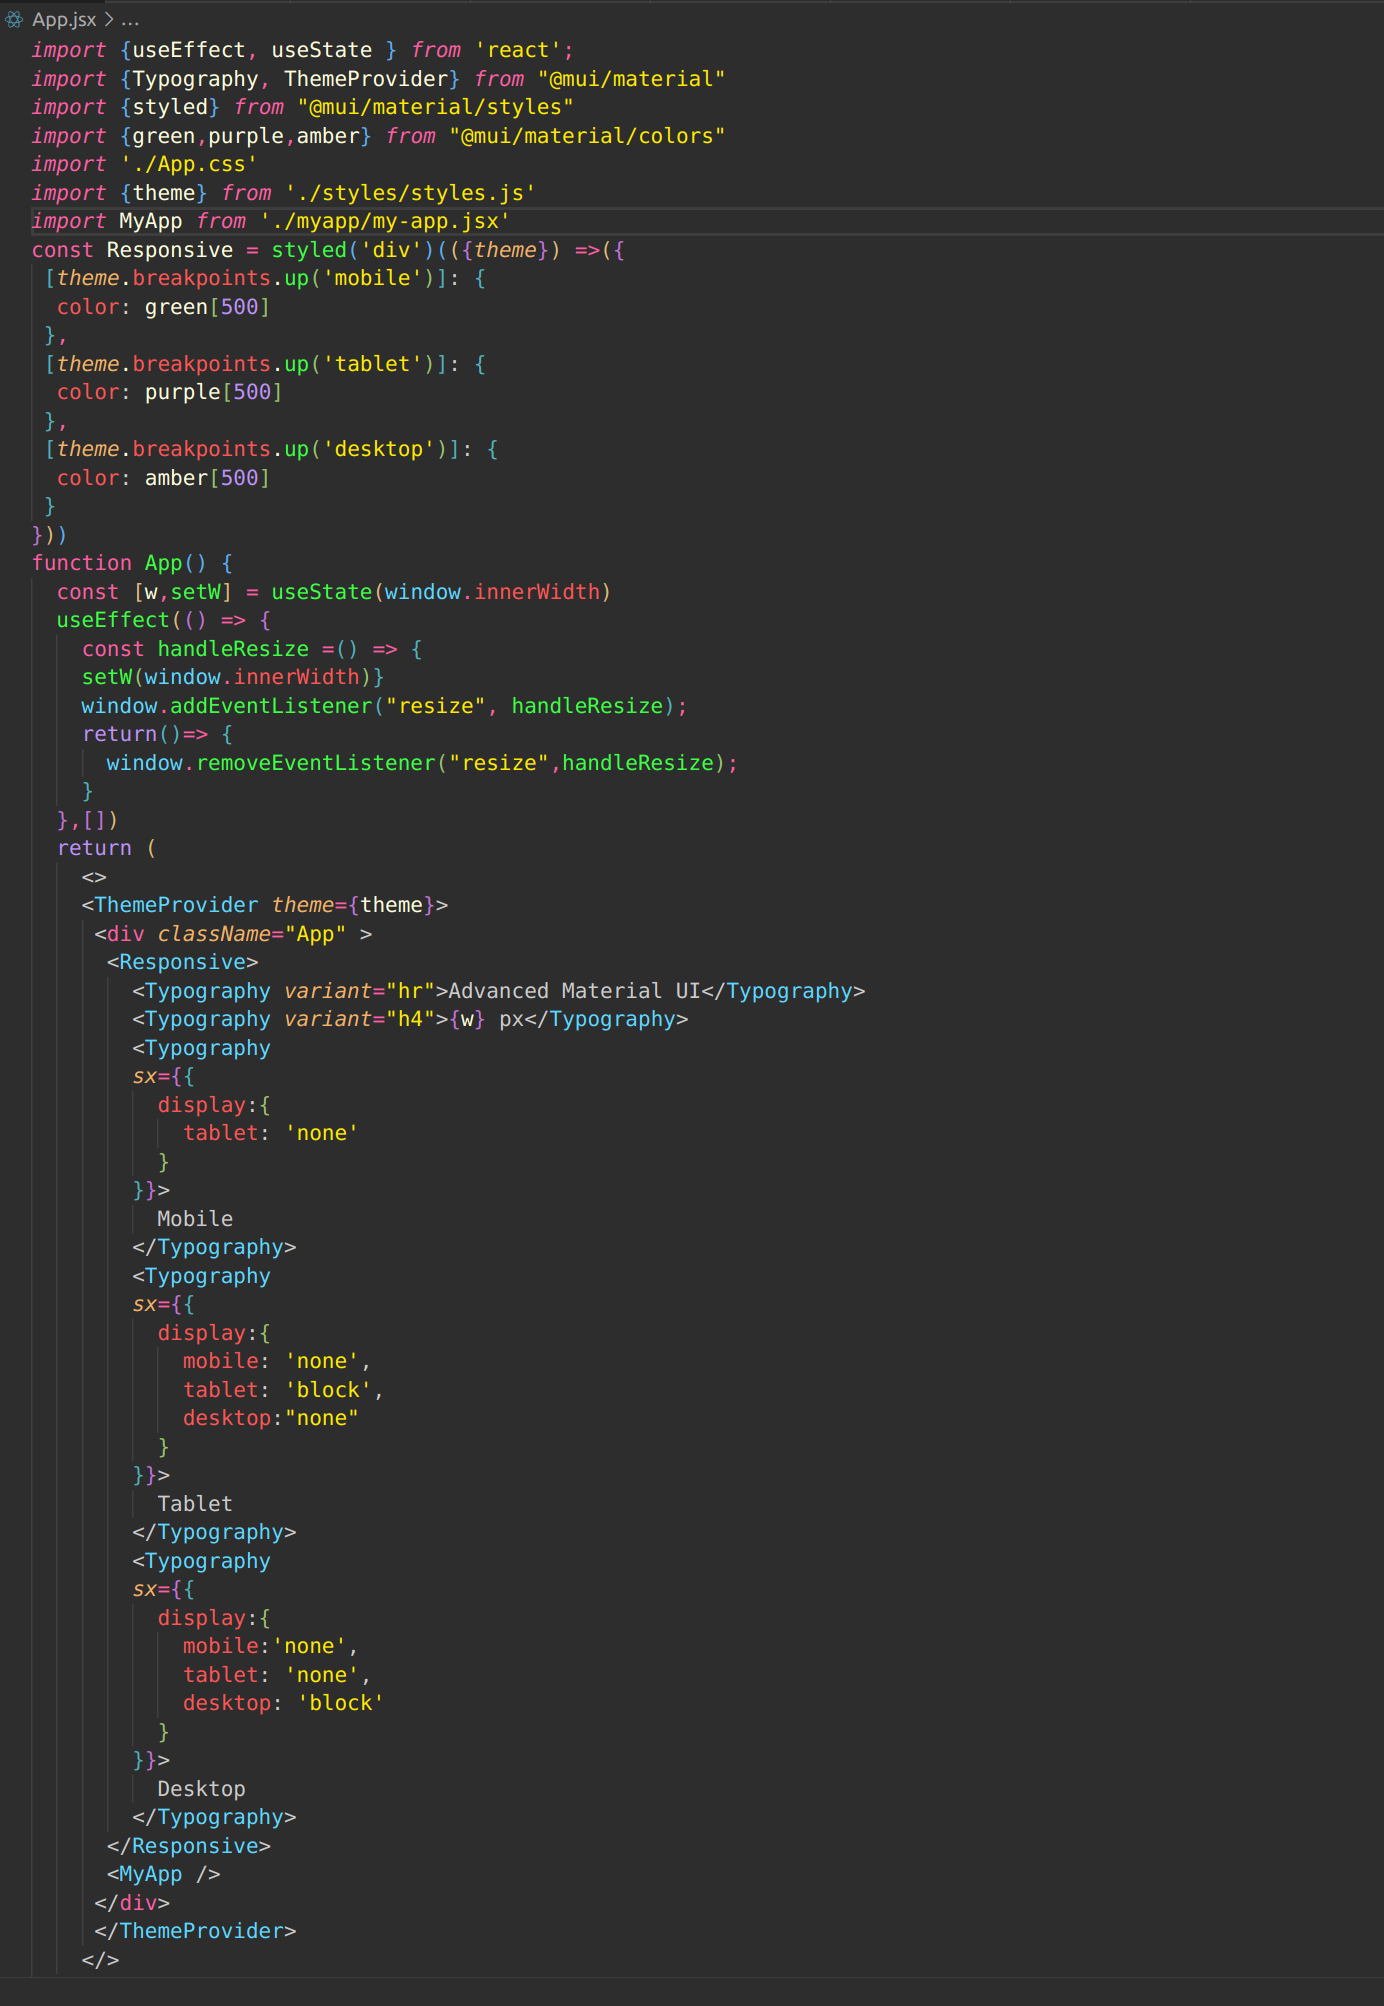 App.jsx > ...
import {useEffect, useState } from 'react';
import {Typography, ThemeProvider} from "@mui/material"
import {styled} from "@mui/material/styles"
import {green,purple,amber} from "@mui/material/colors"
import './App.css'
import {theme} from './styles/styles.js'
import MyApp from './myapp/my-app.jsx'
const Responsive = styled('div')(({theme}) =>({
 [theme.breakpoints.up('mobile')]: {
  color: green[500]
 },
 [theme.breakpoints.up('tablet')]: {
  color: purple[500]
 },
 [theme.breakpoints.up('desktop')]: {
  color: amber[500]
 }
}))
function App() {
  const [w,setW] = useState(window.innerWidth)
  useEffect(() => {
    const handleResize =() => {
    setW(window.innerWidth)}
    window.addEventListener("resize", handleResize);
    return()=> {
      window.removeEventListener("resize",handleResize);
    }
  },[])
  return (
    <>
    <ThemeProvider theme={theme}>
     <div className="App" >
      <Responsive>
        <Typography variant="hr">Advanced Material UI</Typography>
        <Typography variant="h4">{w} px</Typography>
        <Typography
        sx={{
          display:{
            tablet: 'none'
          }
        }}>
          Mobile
        </Typography>
        <Typography
        sx={{
          display:{
            mobile: 'none',
            tablet: 'block',
            desktop:"none"
          }
        }}>
          Tablet
        </Typography>
        <Typography
        sx={{
          display:{
            mobile:'none',
            tablet: 'none',
            desktop: 'block'
          }
        }}>
          Desktop
        </Typography>
      </Responsive>
      <MyApp />
     </div>
     </ThemeProvider>
    </>